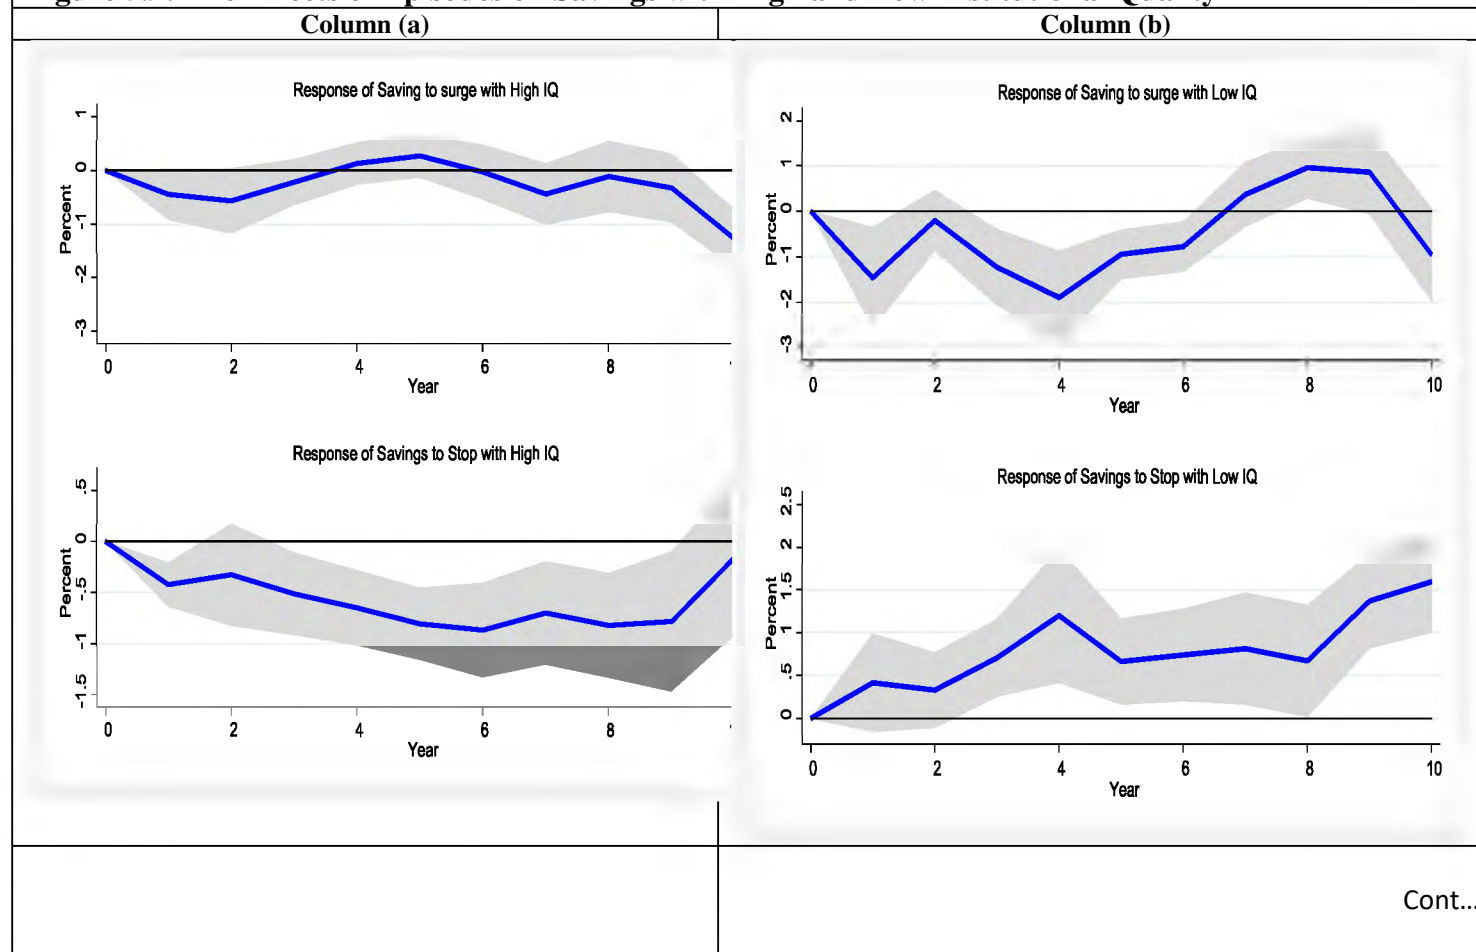 Column (a)
Column (b)
Response of Saving to surge with High IQ
Percent
1
0
-1
-2
-3
0 2 4 6 8
Year
Response of Savings to Stop with High IQ
Percent
.5
0
-.5
-1
-1.5
0 2 4 6 8
Year
Response of Saving to surge with Low IQ
Percent
2
1
0
-1
-2
-3
0 2 4 6 8 10
Year
Response of Savings to Stop with Low IQ
Percent
2.5
2
1.5
1
.5
0
0 2 4 6 8 10
Year
Cont...